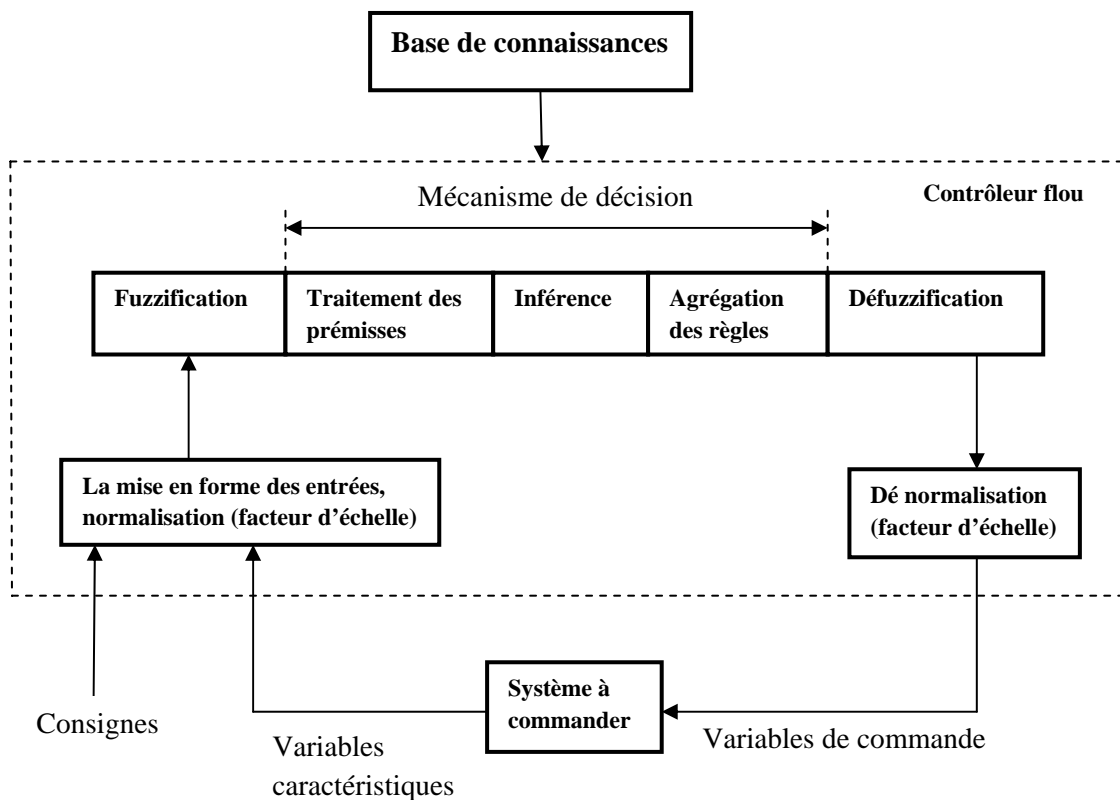 Base de connaissances
Mécanisme de décision
Contrôleur flou
Fuzzification
Traitement des
prémisses
Inférence
Agrégation
des règles
Défuzzification
La mise en forme des entrées,
normalisation (facteur d’échelle)
Dé normalisation
(facteur d’échelle)
Système à
commander
Consignes
Variables
caractéristiques
Variables de commande